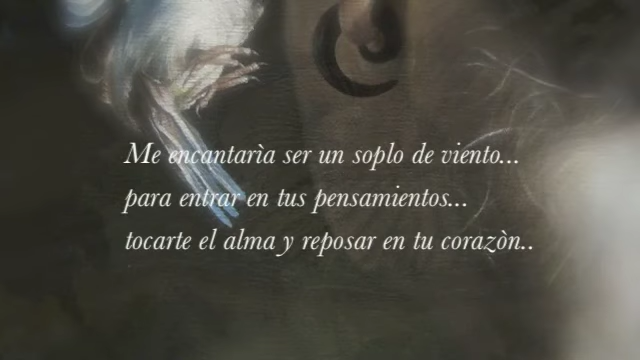 Me encantarìa ser un soplo de viento...
para entrar en tus pensamientos...
tocarte el alma y reposar en tu corazòn..